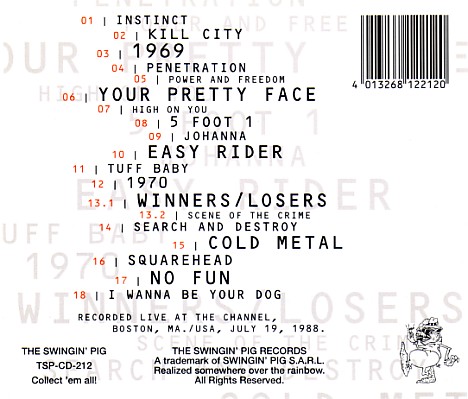 01 | INSTINCT
02 | KILL CITY
03 | 1969
04 | PENETRATION
05 | POWER AND FREEDOM
06 | YOUR PRETTY FACE
07 | HIGH ON YOU
08 | 5 FOOT 1
09 | JOHANNA
10 | EASY RIDER
11 | TUFF BABY
12 | 1970
13.1 | WINNERS/LOSERS
13.2 | SCENE OF THE CRIME
14 | SEARCH AND DESTROY
15 | COLD METAL
16 | SQUAREHEAD
17 | NO FUN
18 | I WANNA BE YOUR DOG
RECORDED LIVE AT THE CHANNEL,
BOSTON, MA./USA, JULY 19, 1988.
4 013268 122120
THE SWINGIN' PIG
TSP-CD-212
Collect 'em all!
THE SWINGIN' PIG RECORDS
A trademark of SWINGIN' PIG S.A.R.L.
Realized somewhere over the rainbow.
All Rights Reserved.